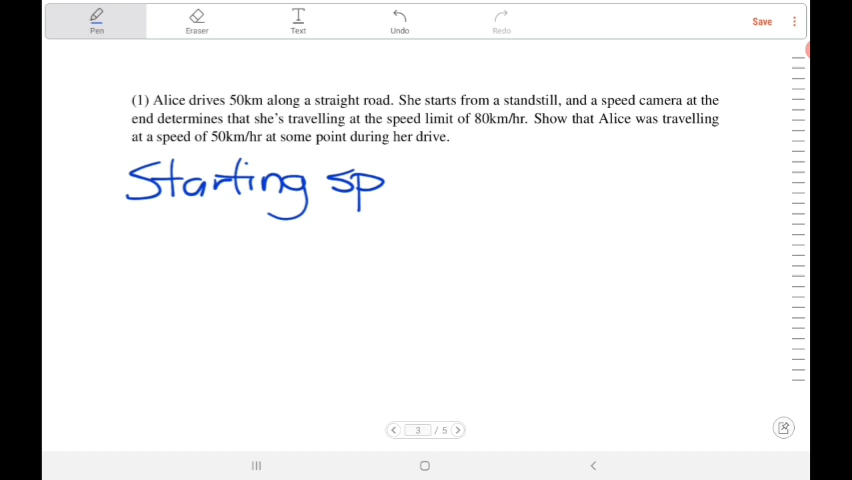 Pen Eraser Text Undo Redo Save
(1) Alice drives 50km along a straight road. She starts from a standstill, and a speed camera at the
end determines that she's travelling at the speed limit of 80km/hr. Show that Alice was travelling
at a speed of 50km/hr at some point during her drive.
Starting sp
3 / 5